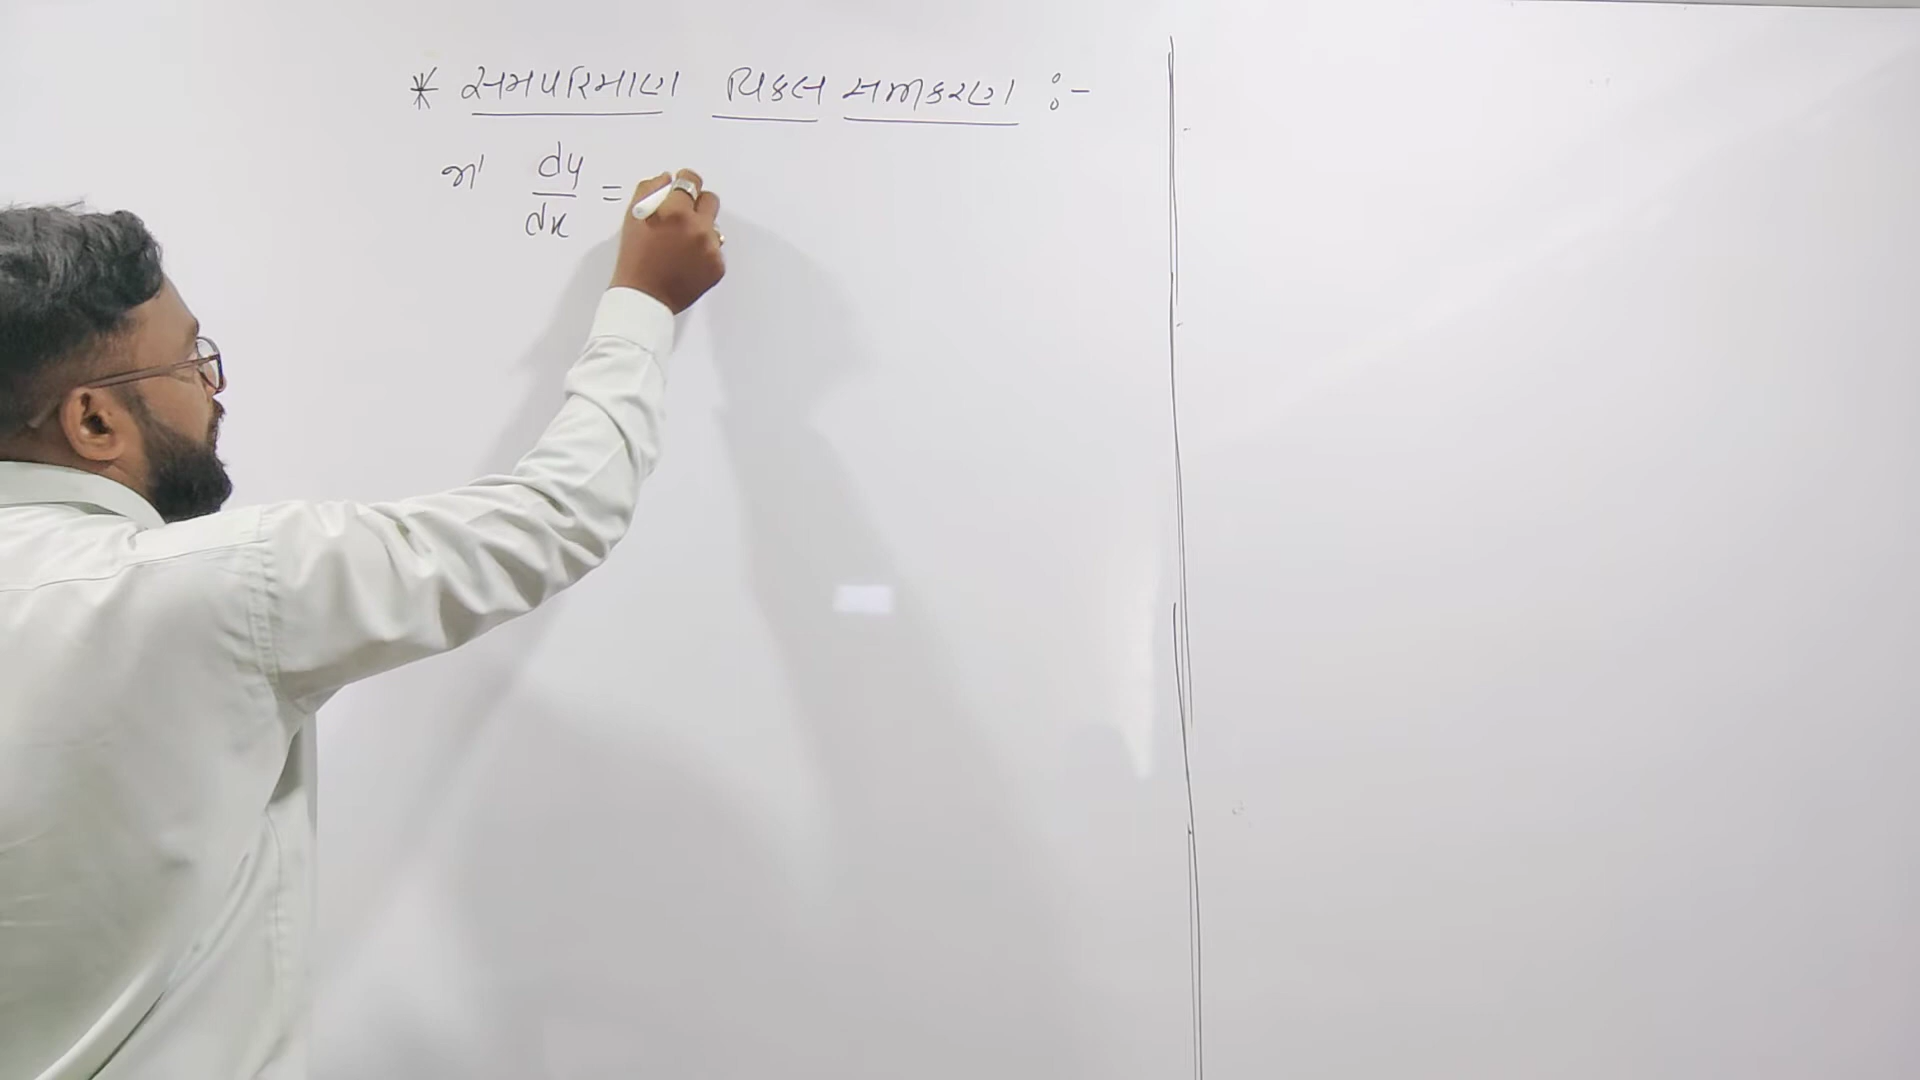 * સમપરિમાણ વિકલ સમીકરણ :-
જો dy/dx =